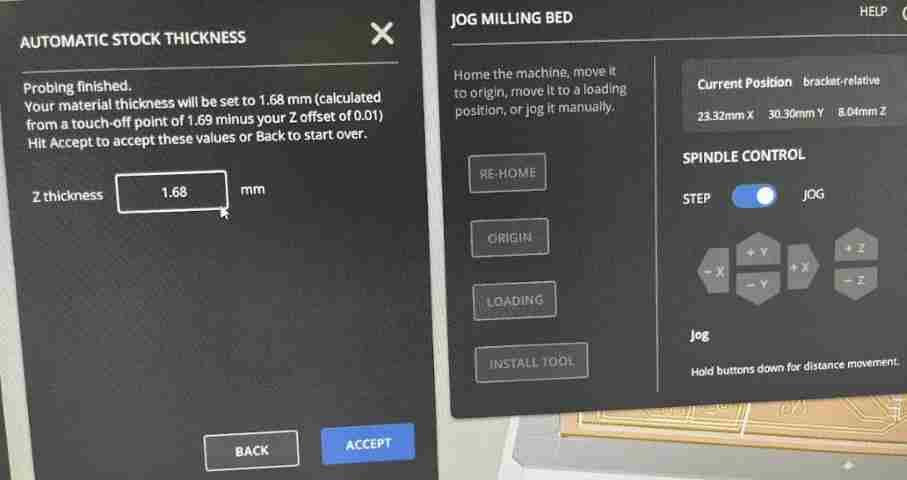 AUTOMATIC STOCK THICKNESS
Probing finished.
Your material thickness will be set to 1.68 mm (calculated
from a touch-off point of 1.69 minus your Z offset of 0.01)
Hit Accept to accept these values or Back to start over.
Z thickness 1.68 mm
BACK ACCEPT
JOG MILLING BED HELP
Home the machine, move it
to origin, move it to a loading
position, or jog it manually.
RE-HOME
ORIGIN
LOADING
INSTALL TOOL
Current Position bracket-relative
23.32mm X 30.30mm Y 8.04mm Z
SPINDLE CONTROL
STEP JOG
+ Y + Z
- X + X
- Y - Z
Jog
Hold buttons down for distance movement.